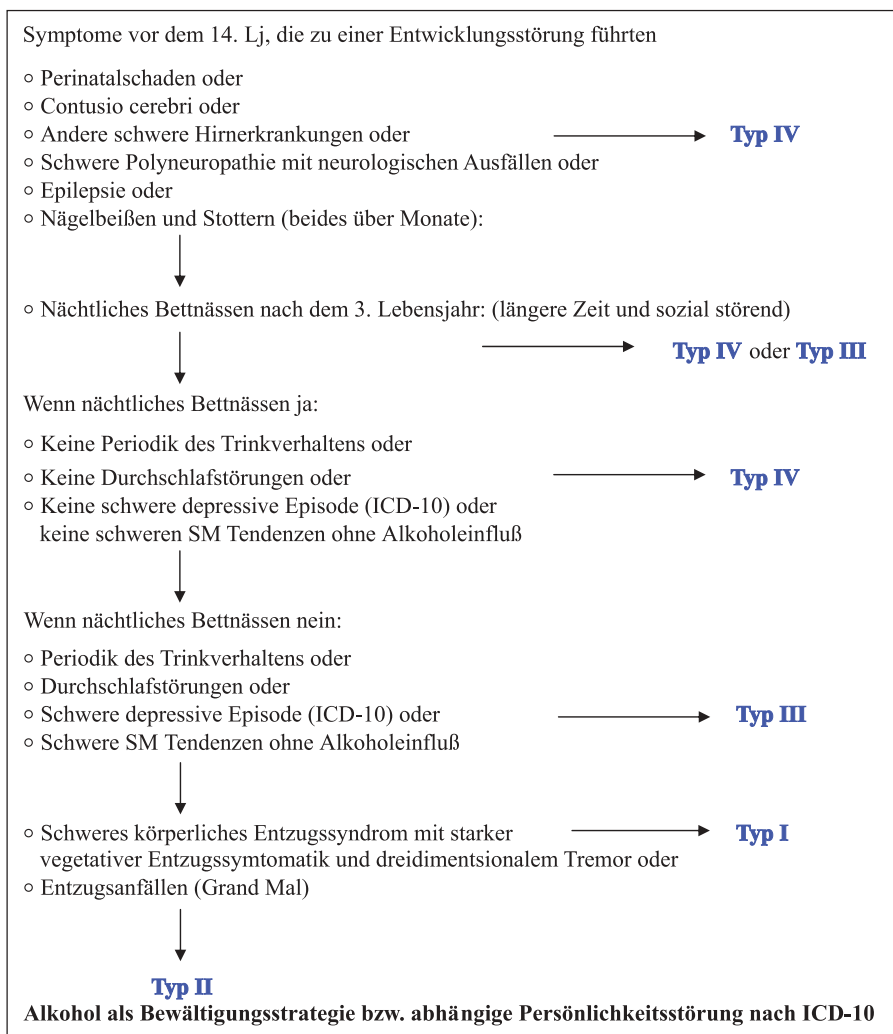 Symptome vor dem 14. Lj, die zu einer Entwicklungsstörung führten
○ Perinatalschaden oder
○ Contusio cerebri oder
○ Andere schwere Hirnerkrankungen oder Typ IV
○ Schwere Polyneuropathie mit neurologischen Ausfällen oder
○ Epilepsie oder
○ Nägelbeißen und Stottern (beides über Monate):
○ Nächtliches Bettnässen nach dem 3. Lebensjahr: (längere Zeit und sozial störend)
Typ IV oder Typ III
Wenn nächtliches Bettnässen ja:
○ Keine Periodik des Trinkverhaltens oder
○ Keine Durchschlafstörungen oder Typ IV
○ Keine schwere depressive Episode (ICD-10) oder
keine schweren SM Tendenzen ohne Alkoholeinfluß
Wenn nächtliches Bettnässen nein:
○ Periodik des Trinkverhaltens oder
○ Durchschlafstörungen oder
○ Schwere depressive Episode (ICD-10) oder Typ III
○ Schwere SM Tendenzen ohne Alkoholeinfluß
○ Schweres körperliches Entzugssyndrom mit starker Typ I
vegetativer Entzugssymtomatik und dreidimentsionalem Tremor oder
○ Entzugsanfällen (Grand Mal)
Typ II
Alkohol als Bewältigungsstrategie bzw. abhängige Persönlichkeitsstörung nach ICD-10